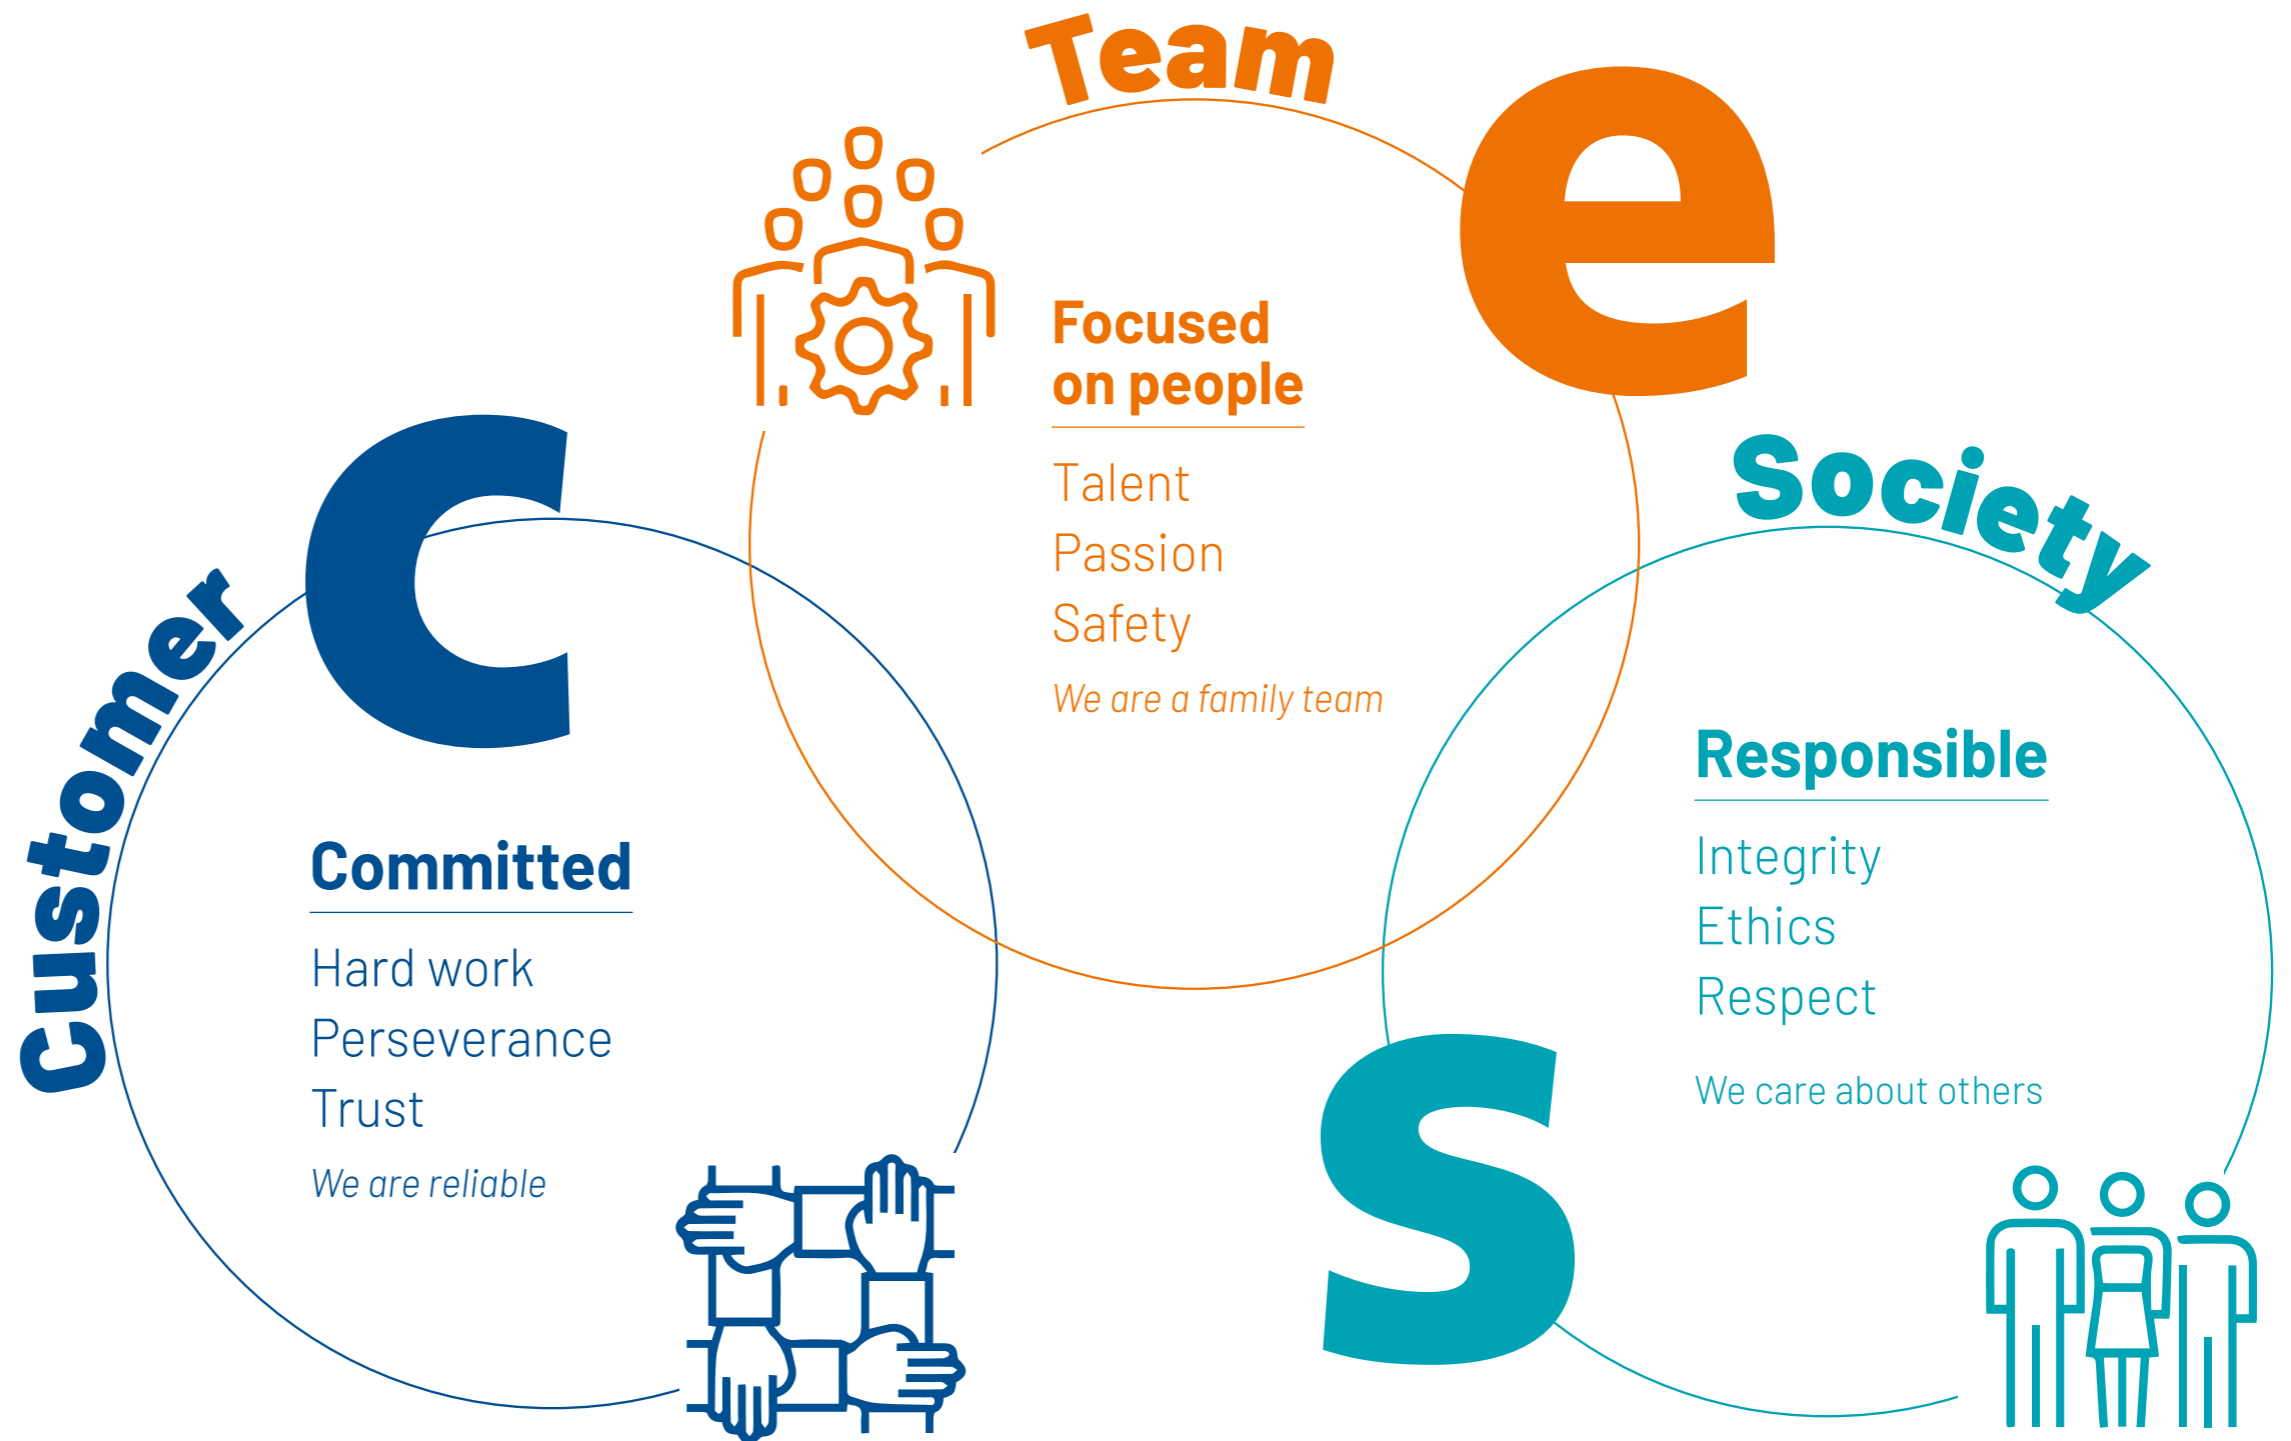 Customer
C
Committed
Hard work
Perseverance
Trust
We are reliable
Team
e
Focused
on people
Talent
Passion
Safety
We are a family team
Society
s
Responsible
Integrity
Ethics
Respect
We care about others